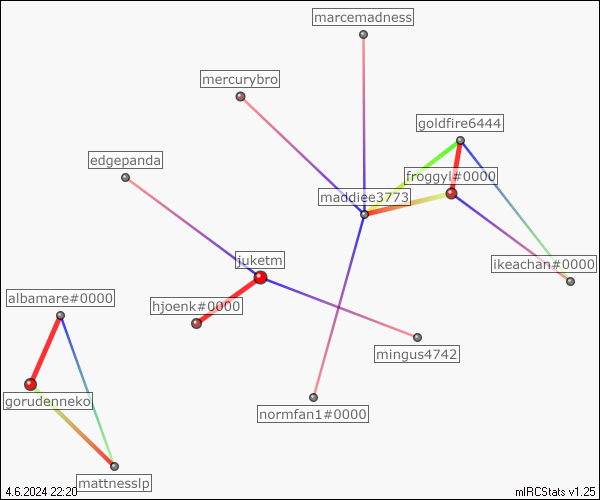 marcemadness
mercurybro
goldfire6444
edgepanda
froggyl#0000
maddiee3773
juketm
ikeachan#0000
albamare#0000
hjoenk#0000
mingus4742
gorudenneko
normfan1#0000
mattnesslp
4.6.2024 22:20
mIRCStats v1.25